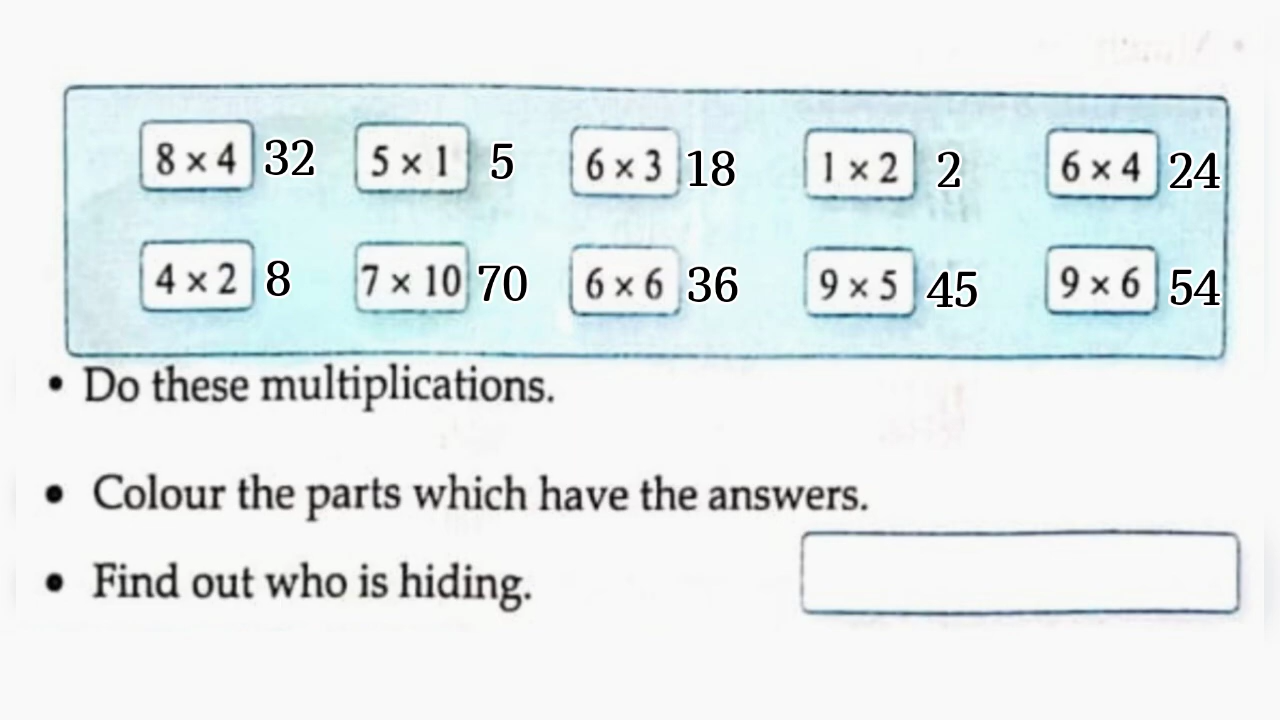 8 × 4 32 5 × 1 5 6 × 3 18 1 × 2 2 6 × 4 24
4 × 2 8 7 × 10 70 6 × 6 36 9 × 5 45 9 × 6 54
• Do these multiplications.
• Colour the parts which have the answers.
• Find out who is hiding.